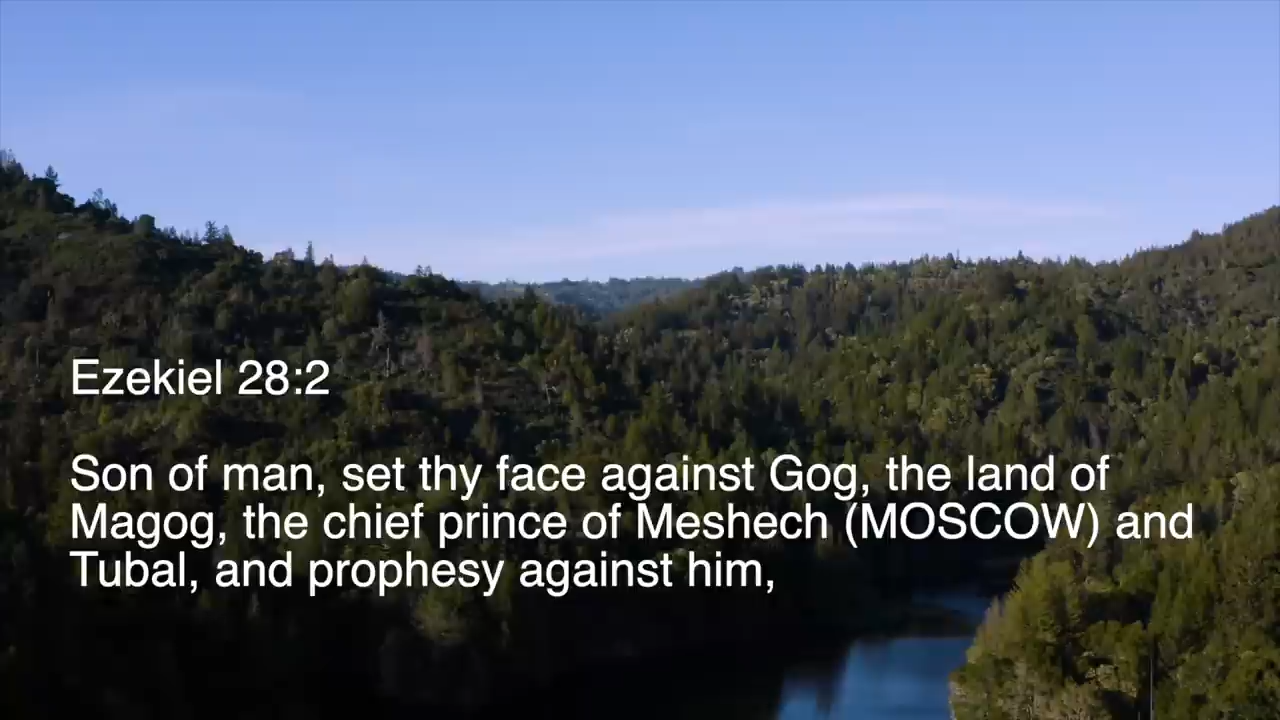 Ezekiel 28:2
Son of man, set thy face against Gog, the land of
Magog, the chief prince of Meshech (MOSCOW) and
Tubal, and prophesy against him,